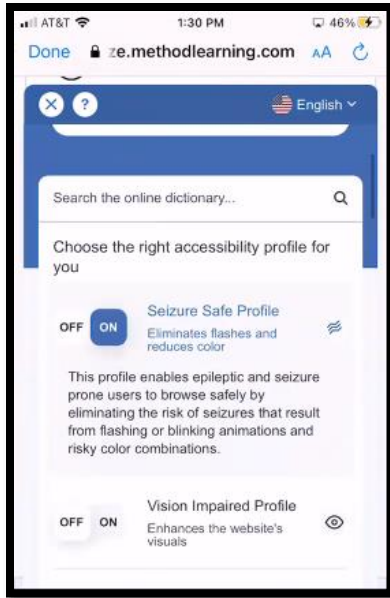 AT&T 1:30 PM 46%
Done ze.methodlearning.com AA
? English
Search the online dictionary...
Choose the right accessibility profile for
you
Seizure Safe Profile
OFF ON Eliminates flashes and
reduces color
This profile enables epileptic and seizure
prone users to browse safely by
eliminating the risk of seizures that result
from flashing or blinking animations and
risky color combinations.
Vision Impaired Profile
OFF ON Enhances the website's
visuals